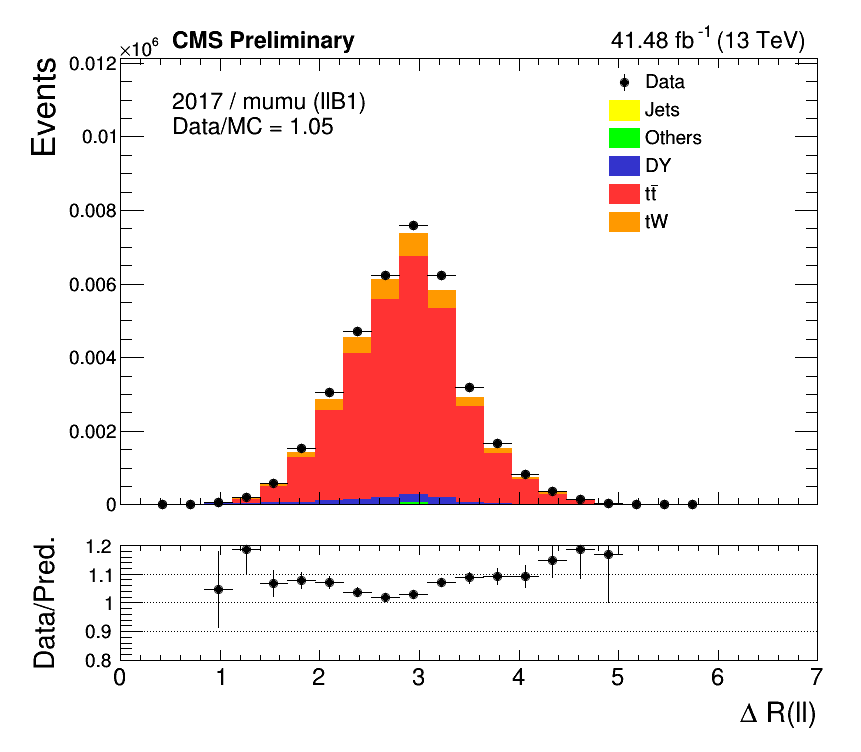 ×10⁶ CMS Preliminary 41.48 fb⁻¹ (13 TeV)
2017 / mumu (llB1)
Data/MC = 1.05
Data
Jets
Others
DY
tt̄
tW
Events
0.012
0.01
0.008
0.006
0.004
0.002
0
Data/Pred.
1.2
1.1
1
0.9
0.8
0 1 2 3 4 5 6 7
Δ R(ll)